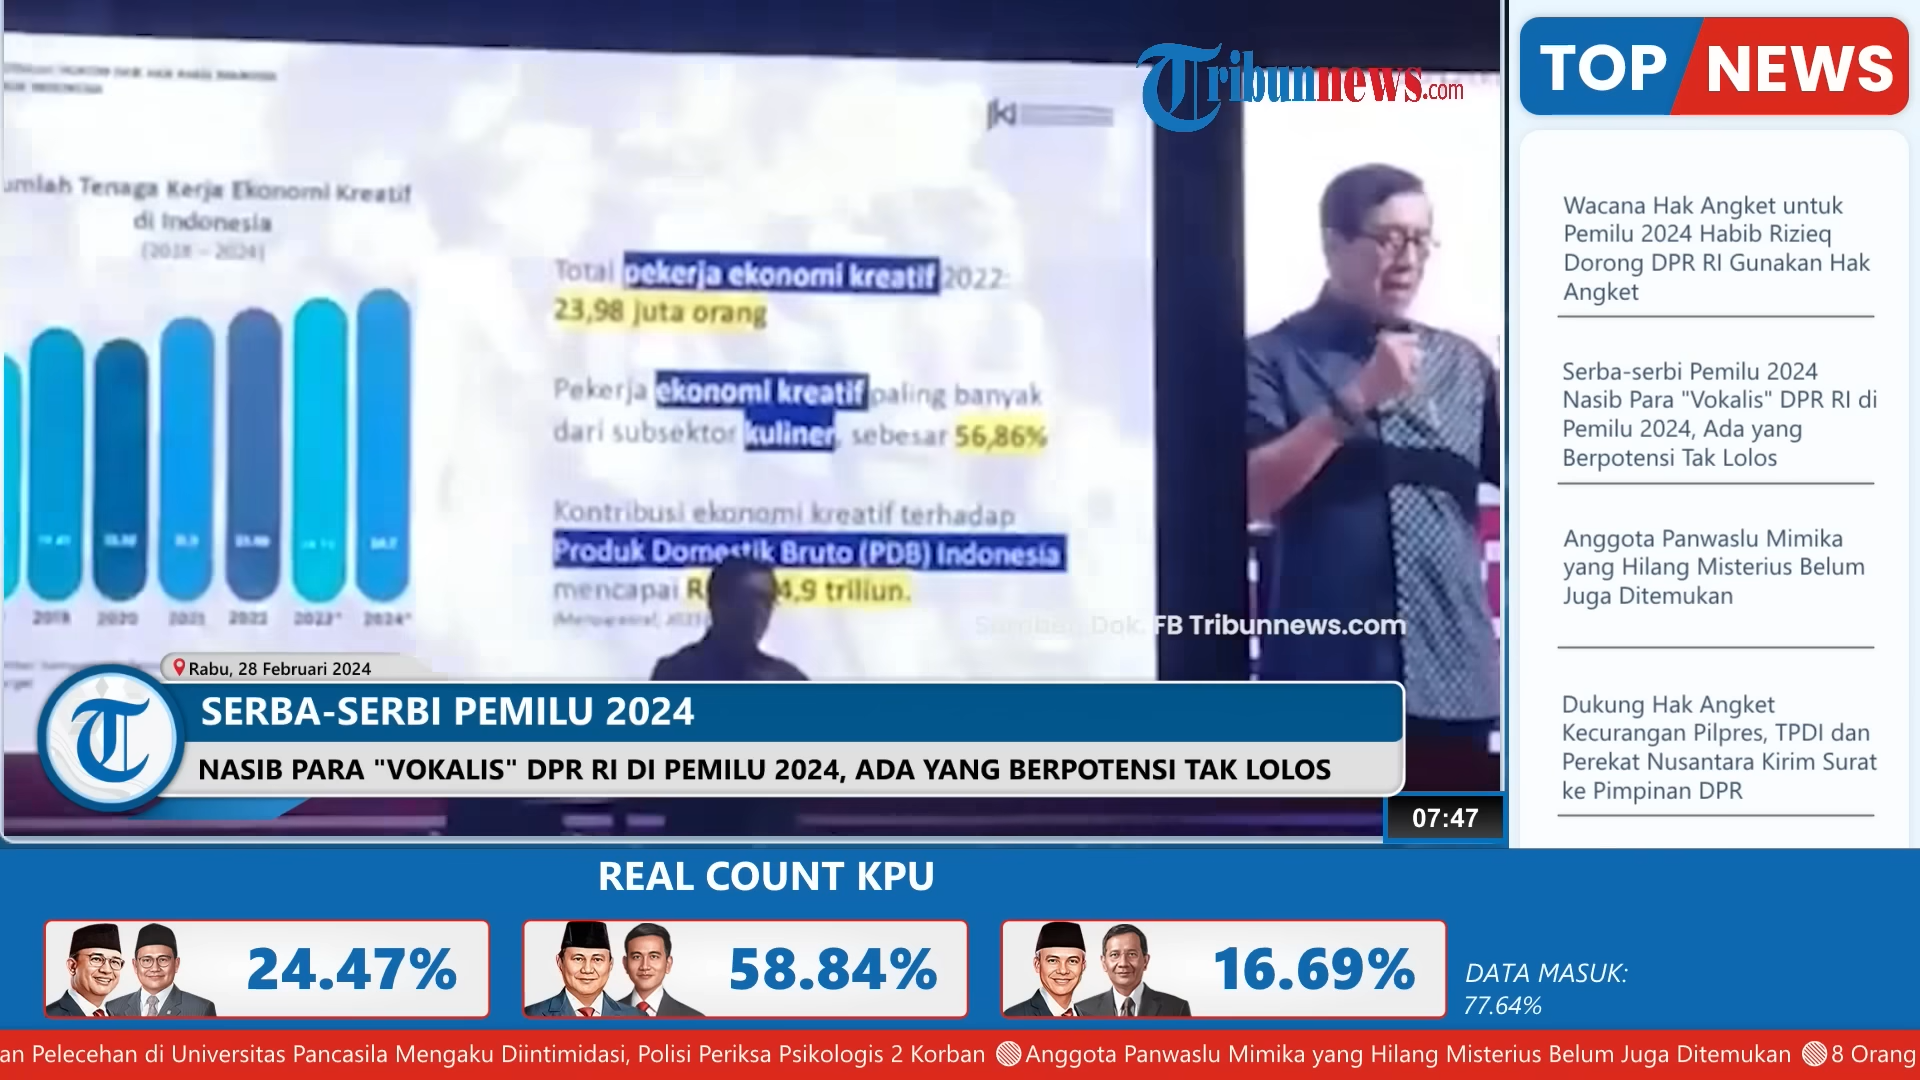 Tribunnews.com
TOP NEWS
Tenaga Kerja Ekonomi Kreatif
di Indonesia
(2018 - 2024)
Total pekerja ekonomi kreatif 2022:
23,98 juta orang
Pekerja ekonomi kreatif paling banyak
dari subsektor kuliner, sebesar 56,86%
Kontribusi ekonomi kreatif terhadap
Produk Domestik Bruto (PDB) Indonesia
mencapai 4,9 triliun.
2019 2020 2021 2022 2023* 2024*
Dok. FB Tribunnews.com
Rabu, 28 Februari 2024
SERBA-SERBI PEMILU 2024
NASIB PARA "VOKALIS" DPR RI DI PEMILU 2024, ADA YANG BERPOTENSI TAK LOLOS
07:47
Wacana Hak Angket untuk
Pemilu 2024 Habib Rizieq
Dorong DPR RI Gunakan Hak
Angket
Serba-serbi Pemilu 2024
Nasib Para "Vokalis" DPR RI di
Pemilu 2024, Ada yang
Berpotensi Tak Lolos
Anggota Panwaslu Mimika
yang Hilang Misterius Belum
Juga Ditemukan
Dukung Hak Angket
Kecurangan Pilpres, TPDI dan
Perekat Nusantara Kirim Surat
ke Pimpinan DPR
REAL COUNT KPU
24.47%
58.84%
16.69%
DATA MASUK:
77.64%
an Pelecehan di Universitas Pancasila Mengaku Diintimidasi, Polisi Periksa Psikologis 2 Korban Anggota Panwaslu Mimika yang Hilang Misterius Belum Juga Ditemukan 8 Orang